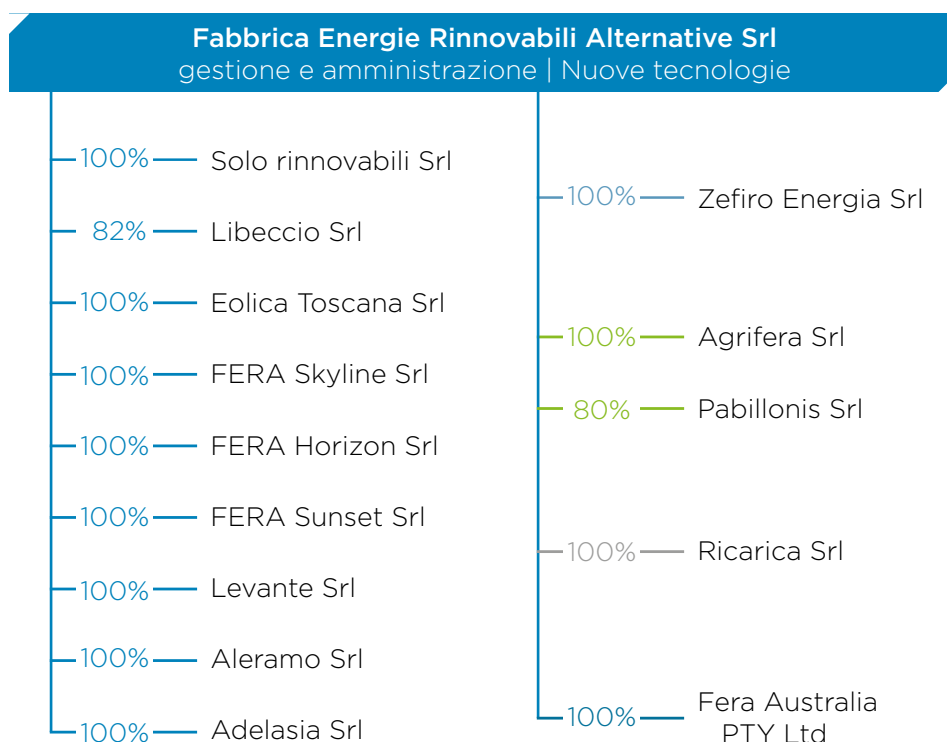 Fabbrica Energie Rinnovabili Alternative Srl
gestione e amministrazione | Nuove tecnologie
100% Solo rinnovabili Srl
82% Libeccio Srl
100% Eolica Toscana Srl
100% FERA Skyline Srl
100% FERA Horizon Srl
100% FERA Sunset Srl
100% Levante Srl
100% Aleramo Srl
100% Adelasia Srl
100% Zefiro Energia Srl
100% Agrifera Srl
80% Pabillonis Srl
100% Ricarica Srl
100% Fera Australia
PTY Ltd